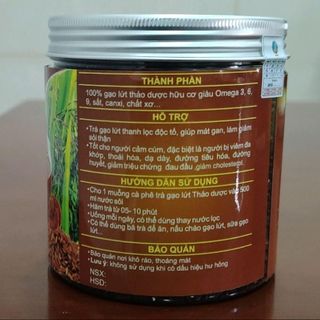 THÀNH PHẦN
100% gạo lứt thảo dược hữu cơ giàu Omega 3, 6,
9, sắt, canxi, chất xơ...
HỖ TRỢ
•Trà gạo lứt thanh lọc độc tố, giúp mát gan, làm giảm
sỏi thận
•Tốt cho người cảm cúm, đặc biệt là người bị viêm đa
khớp, thoái hóa, dạ dày, đường tiêu hóa, đường
huyết, giảm triệu chứng đau đầu ,giảm cholesterol.
HƯỚNG DẪN SỬ DỤNG
•Cho 1 muỗng cà phê trà gạo lứt Thảo dược vào 500
ml nước sôi
•Hãm trà từ 05- 10 phút
•Uống mỗi ngày, có thể dùng thay nước lọc
•Có thể dùng bã trà để ăn, nấu cháo gạo lứt, sữa gạo
lứt.
BẢO QUẢN
•Bảo quản nơi khô ráo, thoáng mát
•Lưu ý: không sử dụng khi có dấu hiệu hư hỏng
NSX:
HSD: